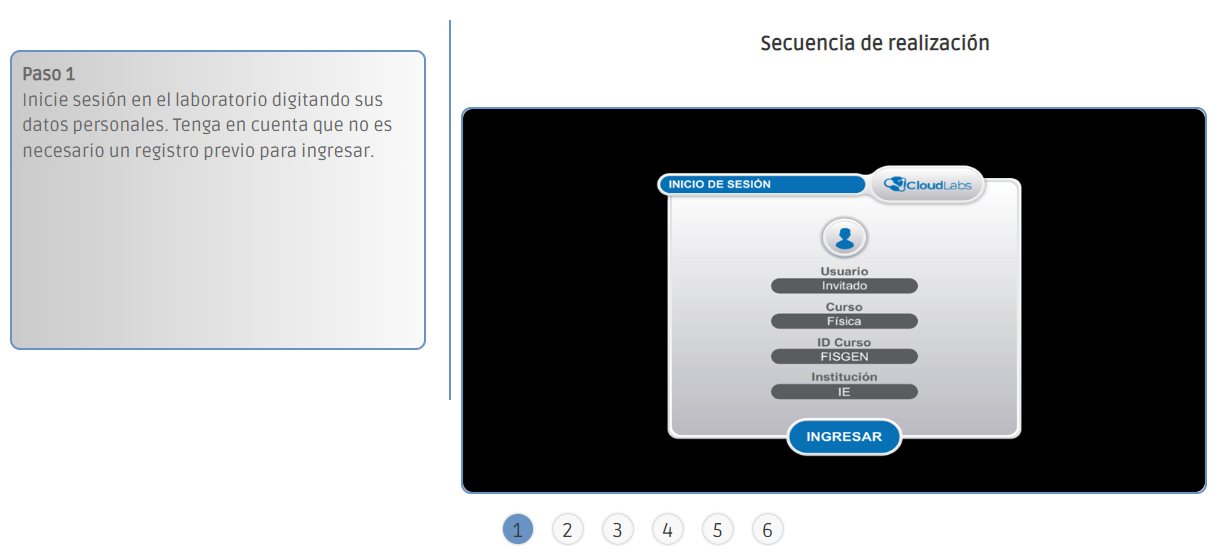 Paso 1
Inicie sesión en el laboratorio digitando sus
datos personales. Tenga en cuenta que no es
necesario un registro previo para ingresar.
Secuencia de realización
INICIO DE SESIÓN
CloudLabs
Usuario
Invitado
Curso
Física
ID Curso
FISGEN
Institución
IE
INGRESAR
1 2 3 4 5 6